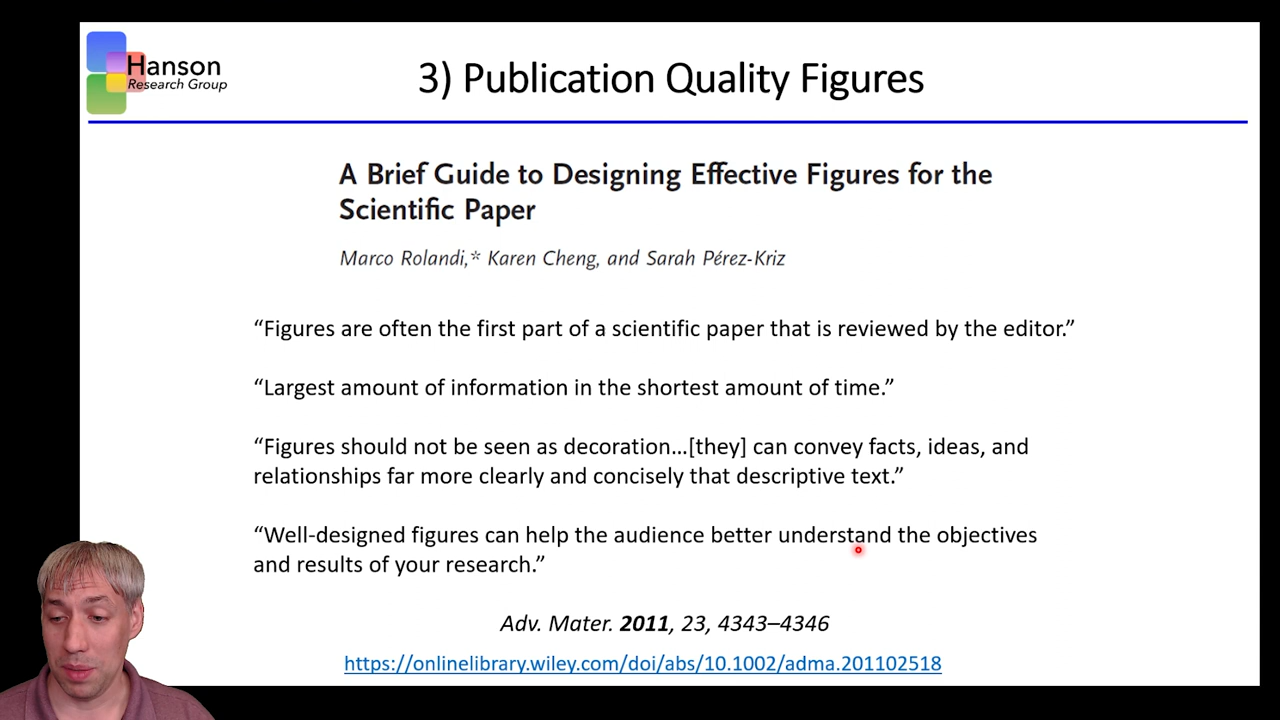 Hanson
Research Group
3) Publication Quality Figures
A Brief Guide to Designing Effective Figures for the
Scientific Paper
Marco Rolandi,* Karen Cheng, and Sarah Pérez-Kriz
“Figures are often the first part of a scientific paper that is reviewed by the editor.”
“Largest amount of information in the shortest amount of time.”
“Figures should not be seen as decoration…[they] can convey facts, ideas, and
relationships far more clearly and concisely that descriptive text.”
“Well-designed figures can help the audience better understand the objectives
and results of your research.”
Adv. Mater. 2011, 23, 4343–4346
https://onlinelibrary.wiley.com/doi/abs/10.1002/adma.201102518